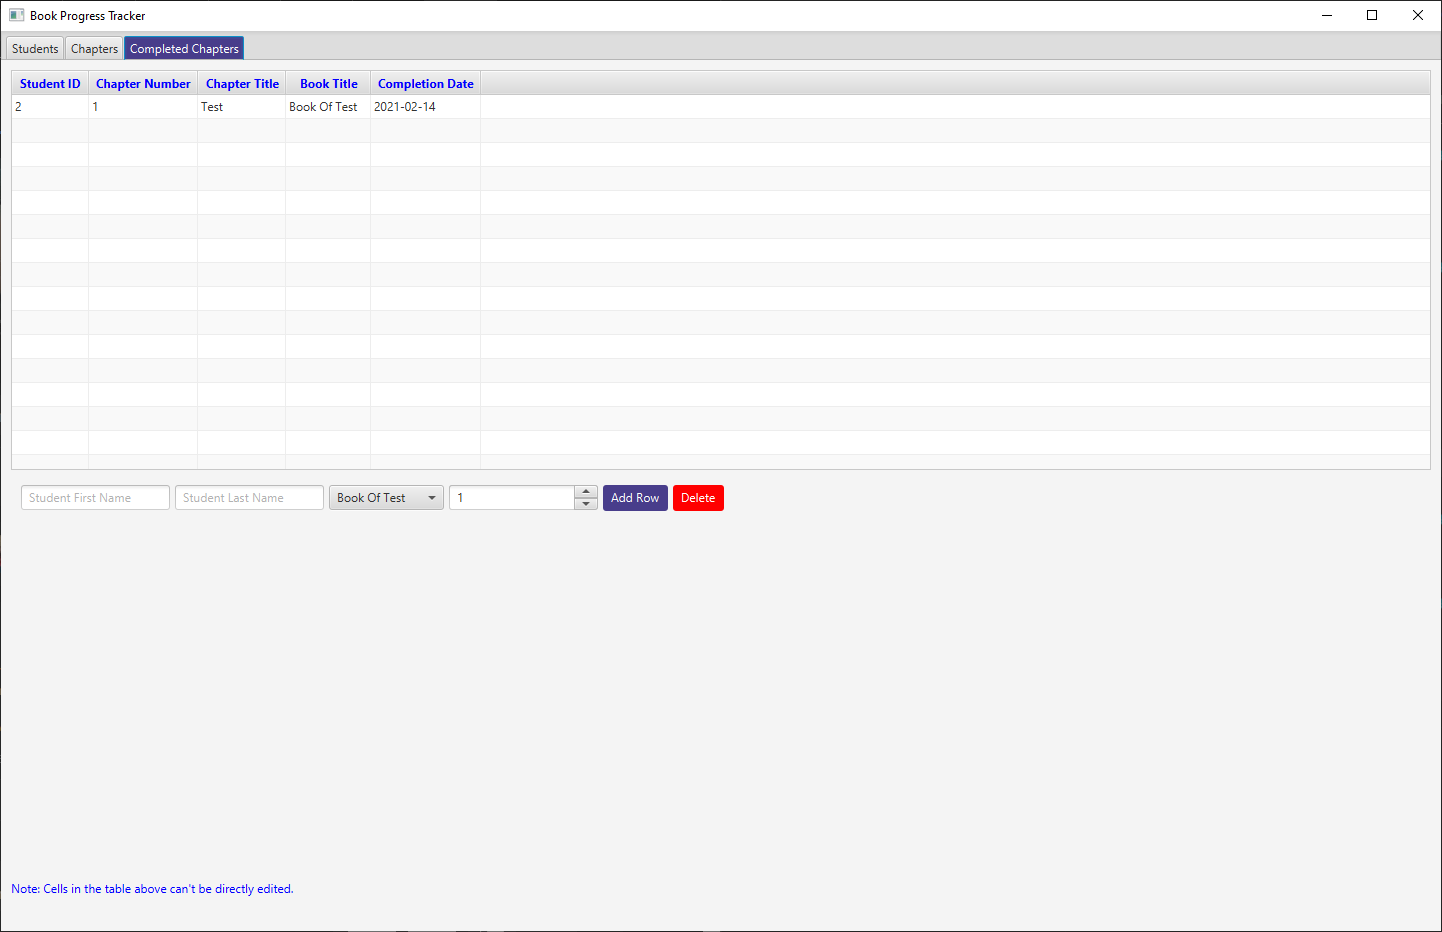 Book Progress Tracker
Students Chapters Completed Chapters
Student ID Chapter Number Chapter Title Book Title Completion Date
2 1 Test Book Of Test 2021-02-14
Student First Name Student Last Name Book Of Test 1 Add Row Delete
Note: Cells in the table above can't be directly edited.